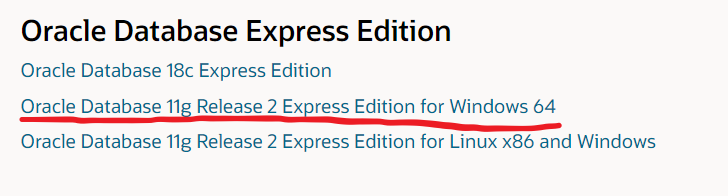 Oracle Database Express Edition
Oracle Database 18c Express Edition
Oracle Database 11g Release 2 Express Edition for Windows 64
Oracle Database 11g Release 2 Express Edition for Linux x86 and Windows